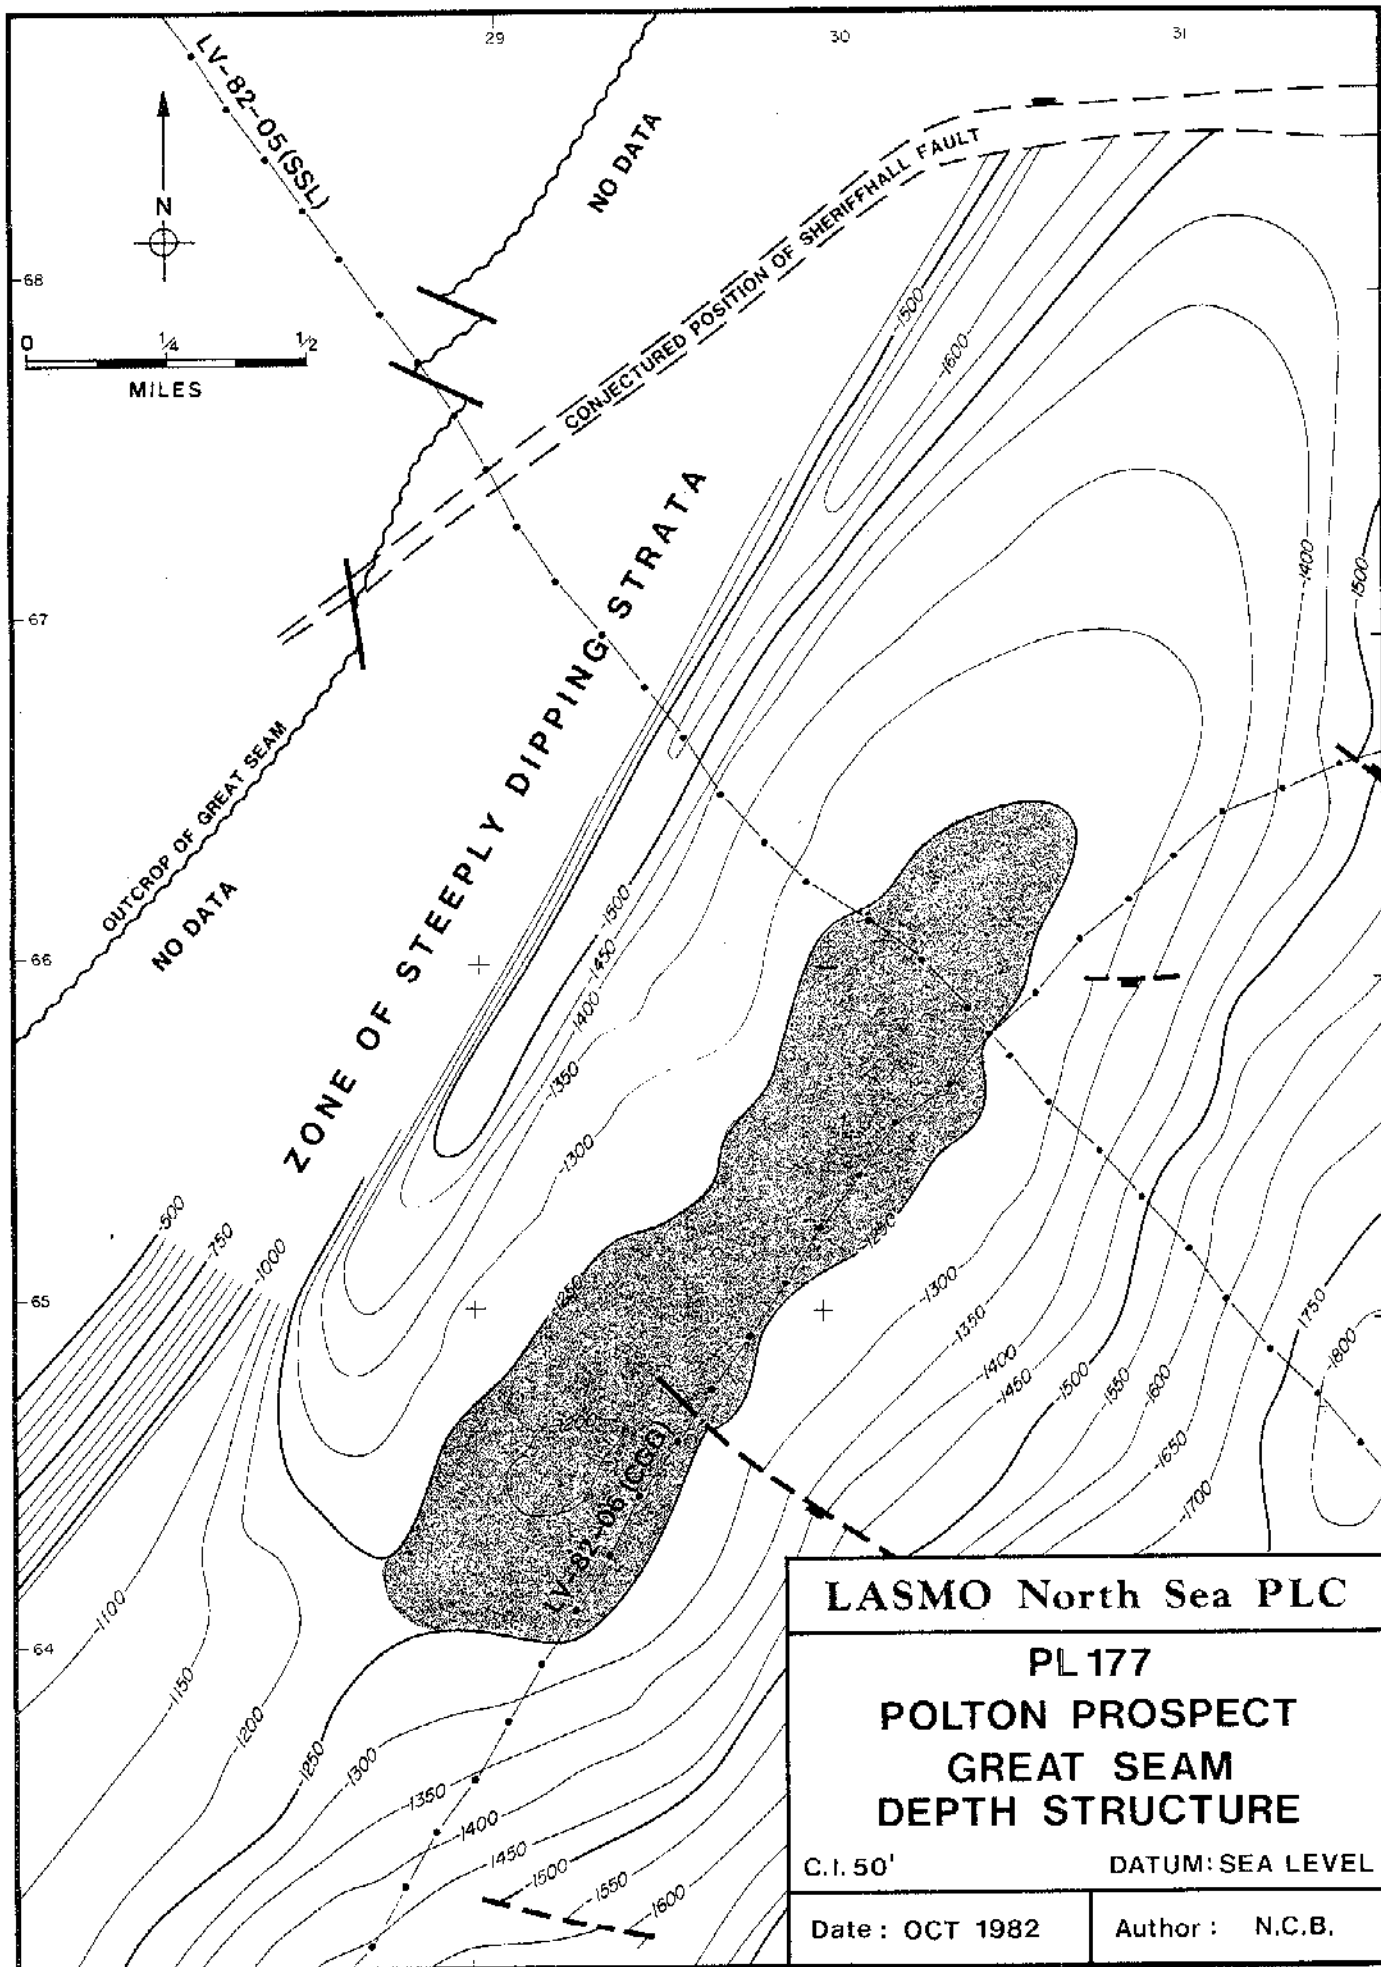 29
30
31
LV-82-05(SSL)
NO DATA
CONJECTURED POSITION OF SHERIFFHALL FAULT
N
68
0 1/4 1/2
MILES
-1500
-1600
-1400
1500
67
ZONE OF STEEPLY DIPPING STRATA
OUTCROP OF GREAT SEAM
NO DATA
66
-1500
-1450
-1400
-1350
-1300
-500
-750
-1000
-1250
-1250
65
-1300
-1350
-1400
-1450
-1500
-1550
-1600
-1650
-1700
1750
-1800
-1200
LV-82-06 (CGG)
64
-1100
-1150
-1200
-1250
-1300
-1350
-1400
-1450
-1500
-1550
-1600
LASMO North Sea PLC
PL 177
POLTON PROSPECT
GREAT SEAM
DEPTH STRUCTURE
C.I. 50' DATUM: SEA LEVEL
Date: OCT 1982 Author: N.C.B.